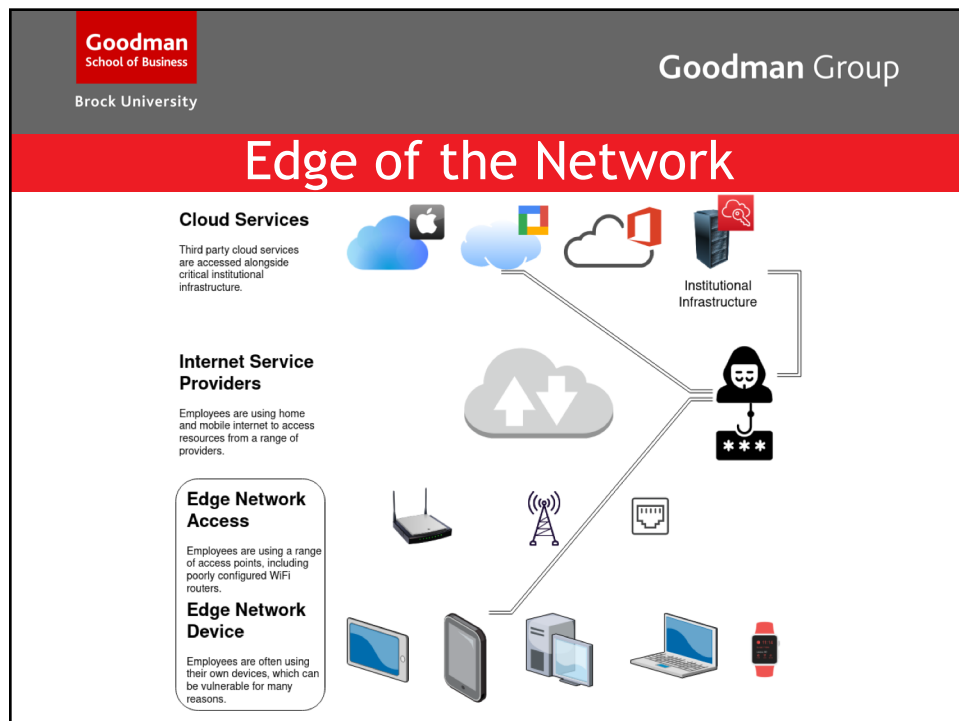 Goodman
School of Business
Brock University
Goodman Group
Edge of the Network
Cloud Services
Third party cloud services
are accessed alongside
critical institutional
infrastructure.
Institutional
Infrastructure
Internet Service
Providers
Employees are using home
and mobile internet to access
resources from a range of
providers.
***
Edge Network
Access
Employees are using a range
of access points, including
poorly configured WiFi
routers.
Edge Network
Device
Employees are often using
their own devices, which can
be vulnerable for many
reasons.